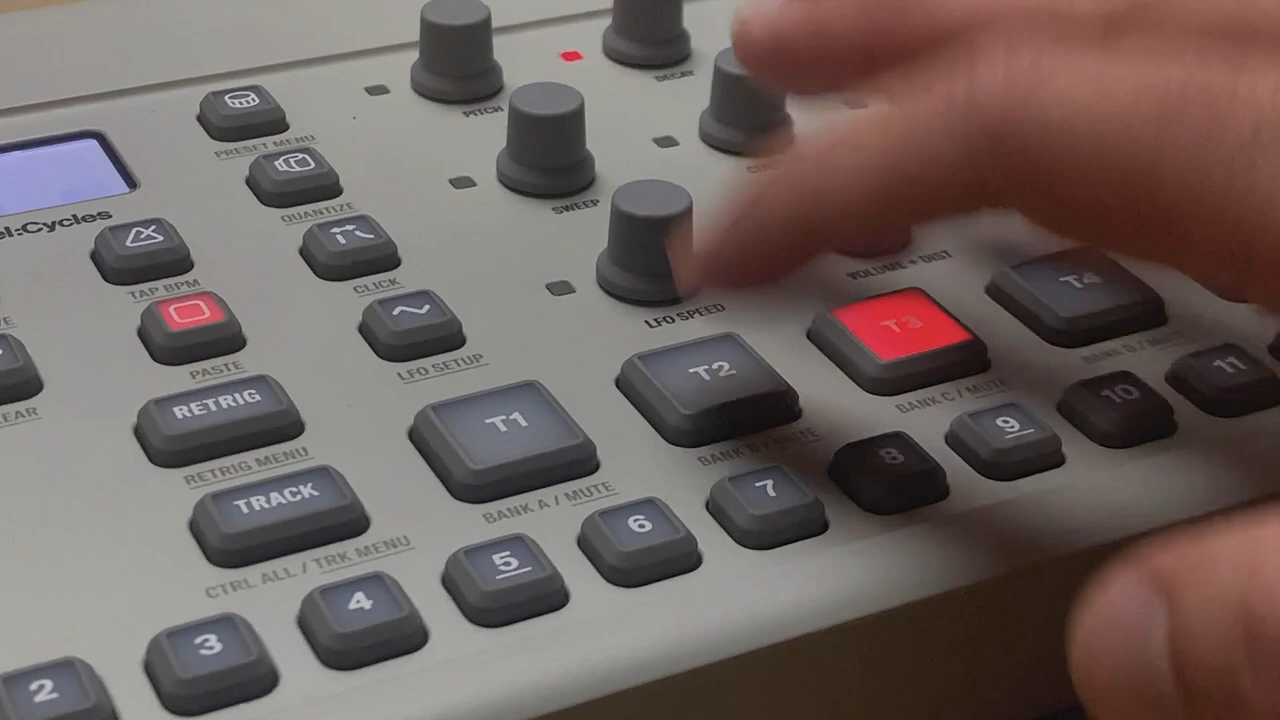 DECAY
PITCH
PRESET MENU
QUANTIZE
SWEEP
el:Cycles
TAP BPM
CLICK
VOLUME + DIST
LFO SPEED
T4
T3
PASTE
LFO SETUP
T2
BANK C / MUTE
EAR
RETRIG
RETRIG MENU
T1
11
10
9
8
7
6
5
4
3
2
BANK A / MUTE
TRACK
CTRL ALL / TRK MENU